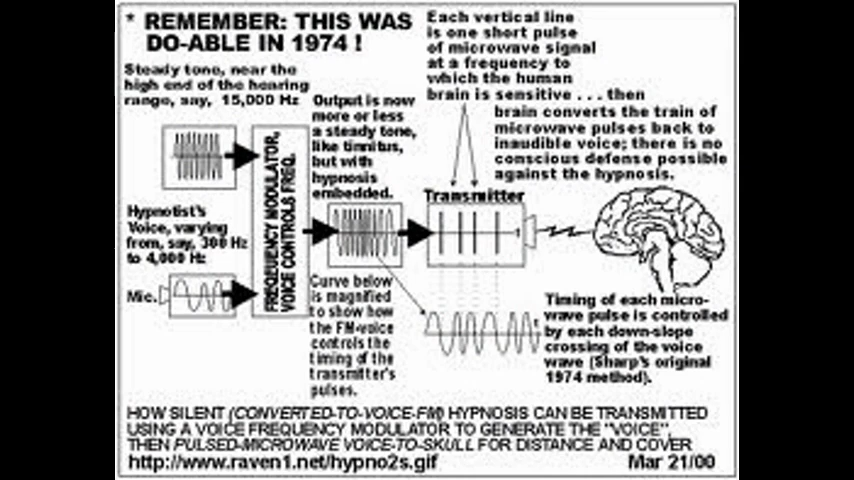 * REMEMBER: THIS WAS
DO-ABLE IN 1974 !
Steady tone, near the
high end of the hearing
range, say, 15,000 Hz
Each vertical line
is one short pulse
of microwave signal
at a frequency to
which the human
brain is sensitive . . . then
brain converts the train of
microwave pulses back to
inaudible voice; there is no
conscious defense possible
against the hypnosis.
Output is now
more or less
a steady tone,
like tinnitus,
but with
hypnosis
embedded.
FREQEUNCY MODULATOR,
VOICE CONTROLS FREQ.
Transmitter
t
Hypnotist's
Voice, varying
from, say, 300 Hz
to 4,000 Hz
Mic.
Curve below
is magnified
to show how
the FM-voice
controls the
timing of the
transmitter's
pulses.
t
Timing of each micro-
wave pulse is controlled
by each down-slope
crossing of the voice
wave (Sharp's original
1974 method).
HOW SILENT (CONVERTED-TO-VOICE-FM) HYPNOSIS CAN BE TRANSMITTED
USING A VOICE FREQUENCY MODULATOR TO GENERATE THE "VOICE",
THEN PULSED-MICROWAVE VOICE-TO-SKULL FOR DISTANCE AND COVER
http://www.raven1.net/hypno2s.gif
Mar 21/00